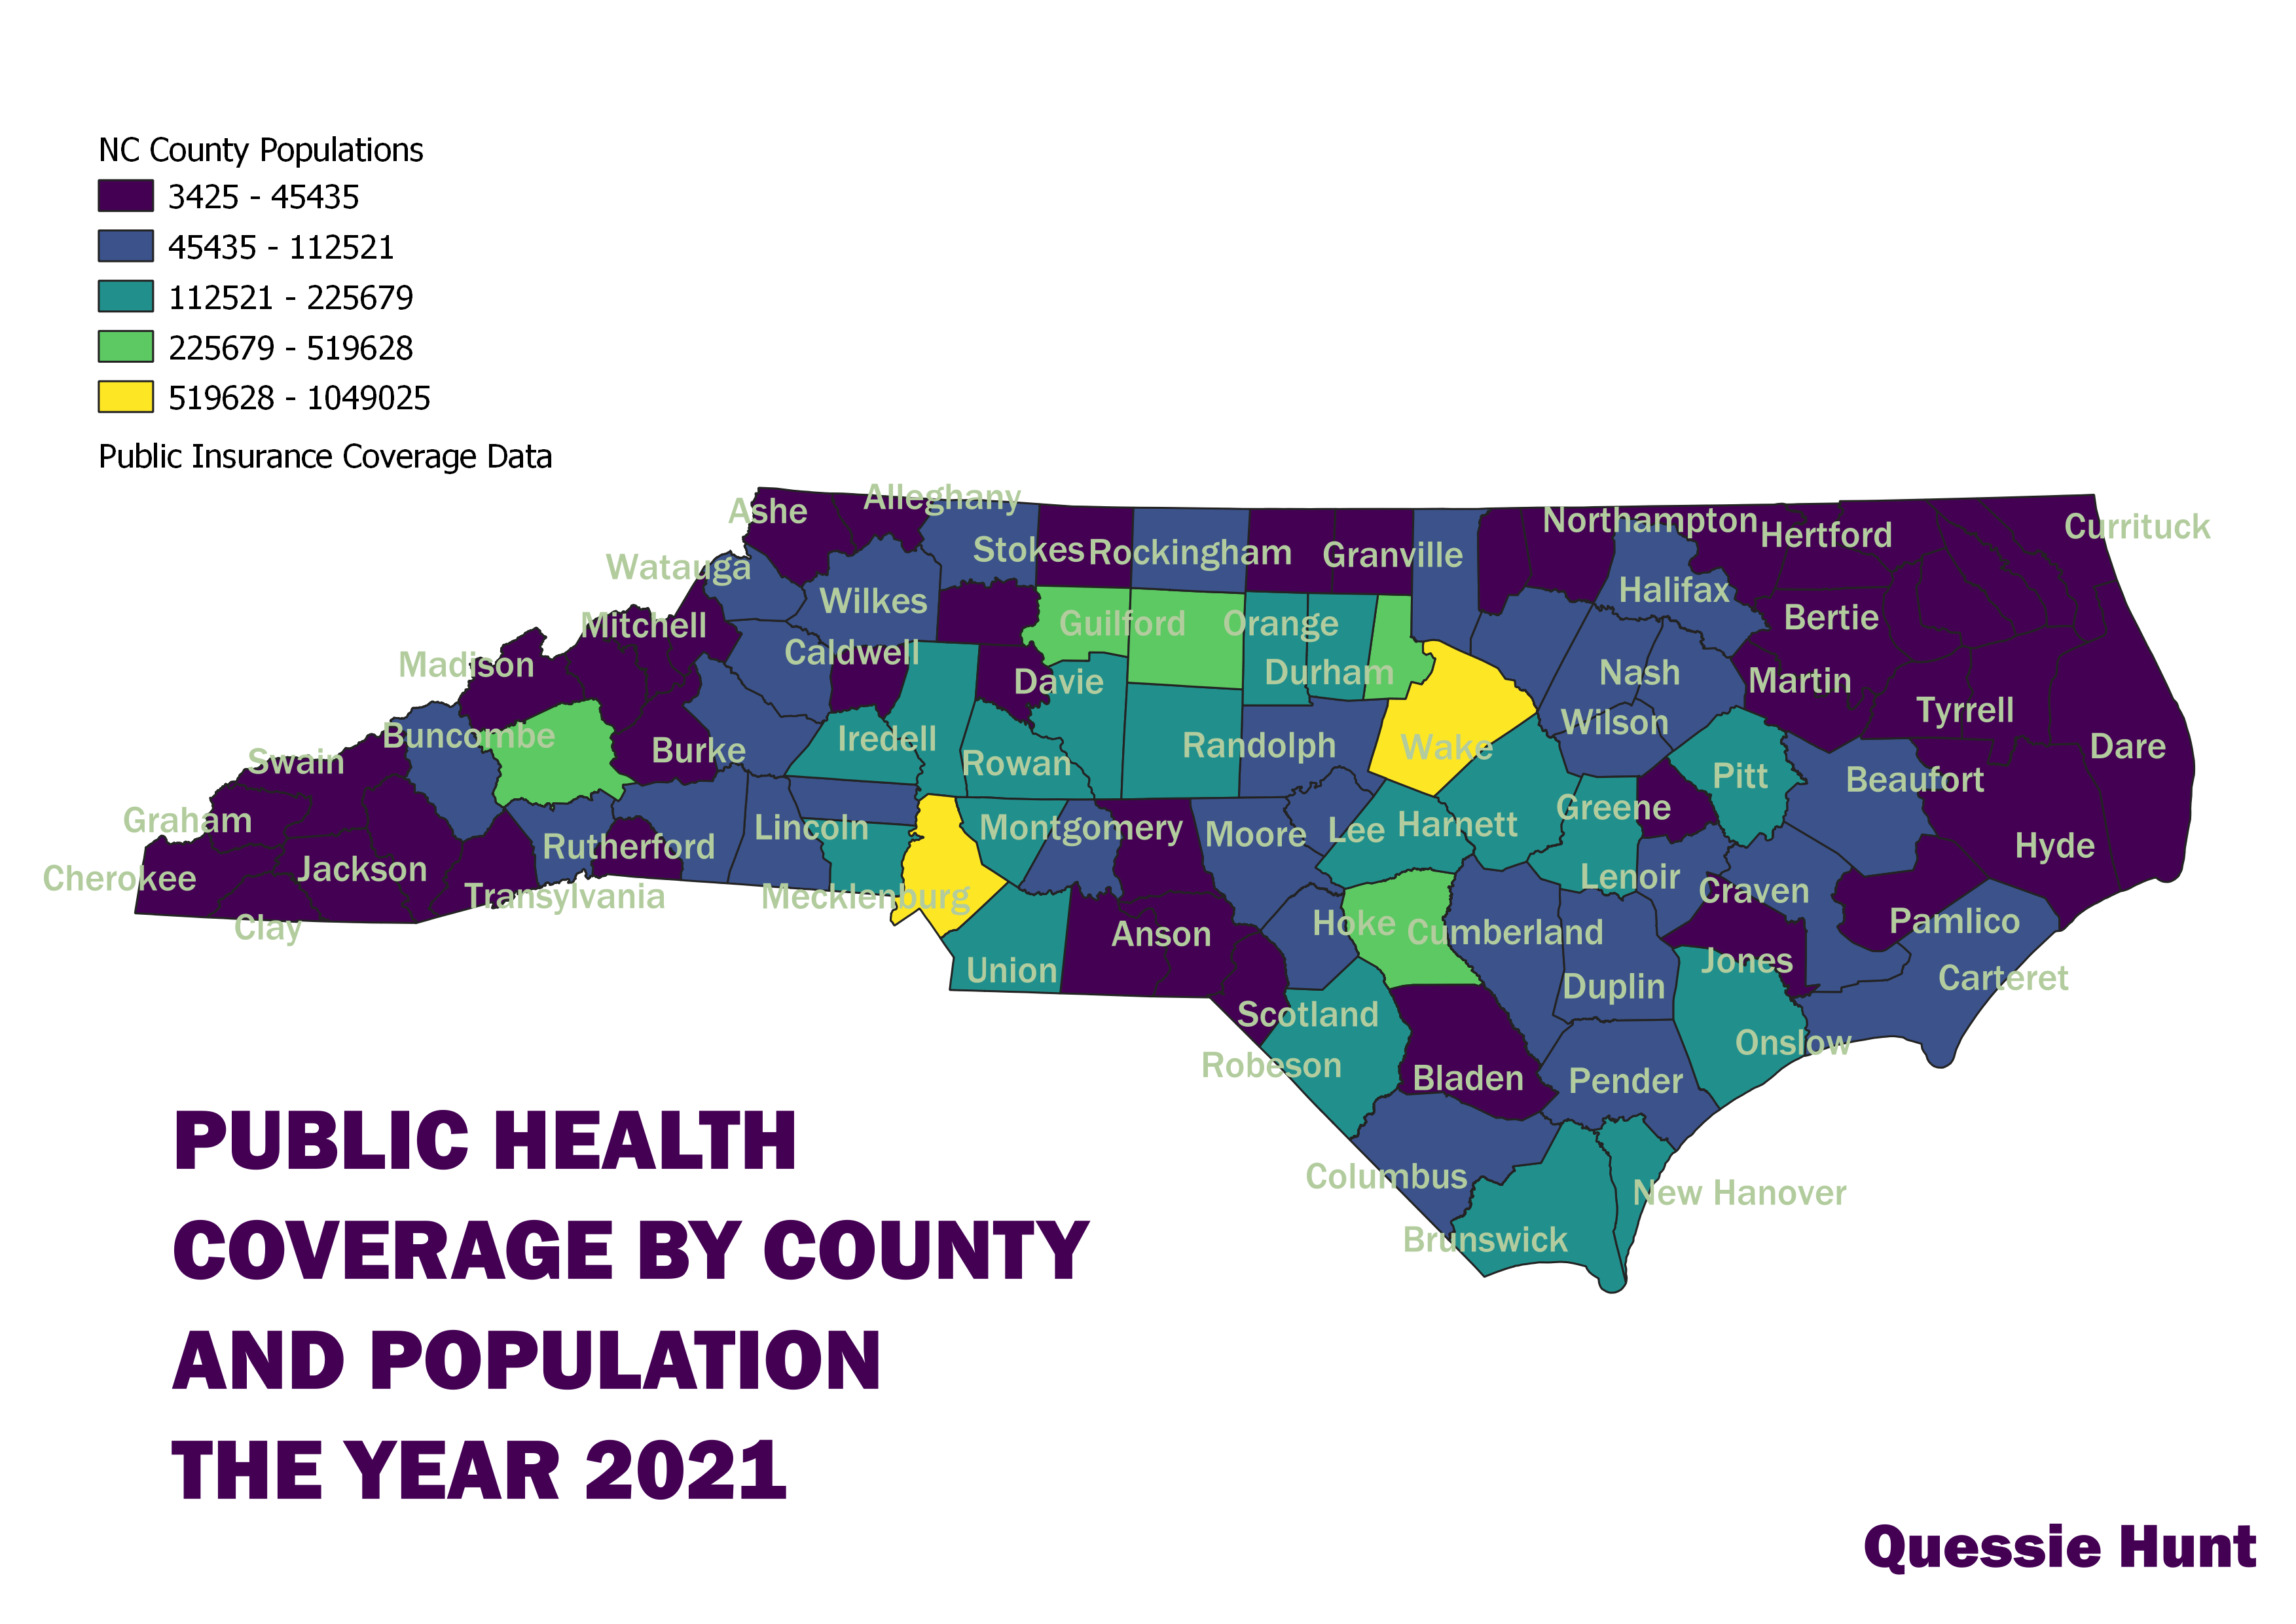 NC County Populations
3425 - 45435
45435 - 112521
112521 - 225679
225679 - 519628
519628 - 1049025
Public Insurance Coverage Data
Alleghany
Ashe
Northampton
Currituck
Hertford
Stokes
Rockingham
Granville
Watauga
Halifax
Wilkes
Bertie
Mitchell
Guilford
Orange
Caldwell
Madison
Durham
Nash
Davie
Martin
Tyrrell
Wilson
Buncombe
Iredell
Burke
Randolph
Wake
Dare
Swain
Rowan
Pitt
Beaufort
Greene
Graham
Harnett
Lincoln
Montgomery
Moore
Lee
Rutherford
Hyde
Jackson
Cherokee
Lenoir
Craven
Transylvania
Mecklenburg
Pamlico
Hoke
Clay
Cumberland
Anson
Jones
Union
Carteret
Duplin
Scotland
Onslow
Robeson
Bladen
Pender
Columbus
New Hanover
Brunswick
PUBLIC HEALTH
COVERAGE BY COUNTY
AND POPULATION
THE YEAR 2021
Quessie Hunt